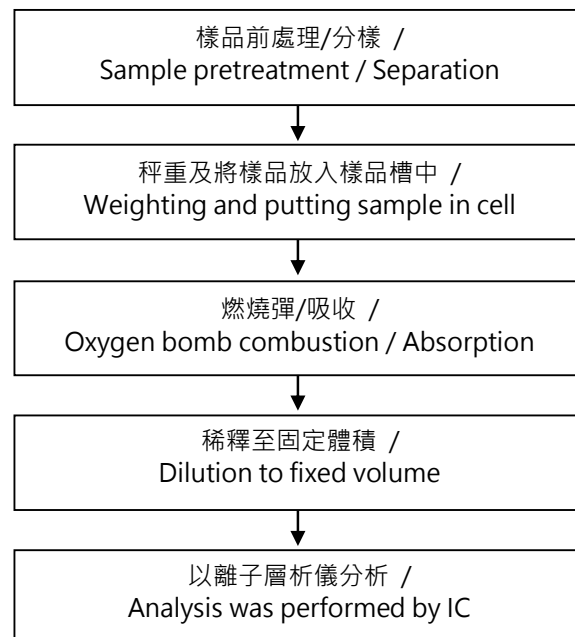 樣品前處理/分樣 /
Sample pretreatment / Separation
秤重及將樣品放入樣品槽中 /
Weighting and putting sample in cell
燃燒彈/吸收 /
Oxygen bomb combustion / Absorption
稀釋至固定體積 /
Dilution to fixed volume
以離子層析儀分析 /
Analysis was performed by IC